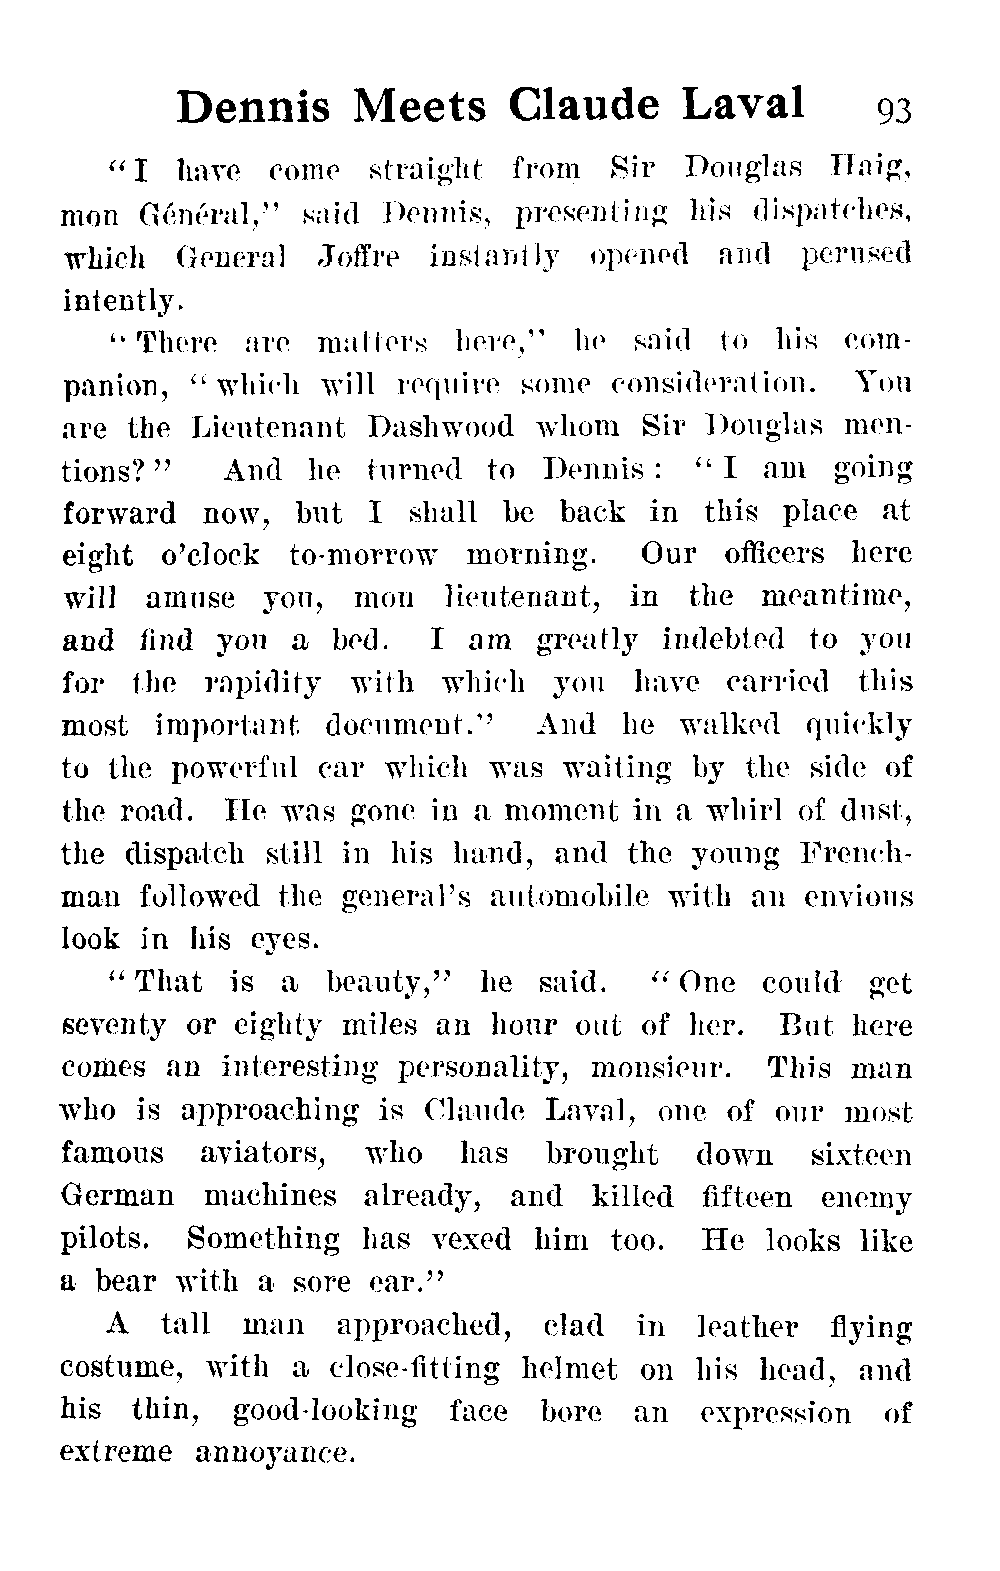 Dennis Meets Claude Laval 93
"I have come straight from Sir Douglas Haig,
mon Général," said Dennis, presenting his dispatches,
which General Joffre instantly opened and perused
intently.
"There are matters here," he said to his com-
panion, "which will require some consideration. You
are the Lieutenant Dashwood whom Sir Douglas men-
tions?" And he turned to Dennis: "I am going
forward now, but I shall be back in this place at
eight o'clock to-morrow morning. Our officers here
will amuse you, mon lieutenant, in the meantime,
and find you a bed. I am greatly indebted to you
for the rapidity with which you have carried this
most important document." And he walked quickly
to the powerful car which was waiting by the side of
the road. He was gone in a moment in a whirl of dust,
the dispatch still in his hand, and the young French-
man followed the general's automobile with an envious
look in his eyes.
"That is a beauty," he said. "One could get
seventy or eighty miles an hour out of her. But here
comes an interesting personality, monsieur. This man
who is approaching is Claude Laval, one of our most
famous aviators, who has brought down sixteen
German machines already, and killed fifteen enemy
pilots. Something has vexed him too. He looks like
a bear with a sore ear."
A tall man approached, clad in leather flying
costume, with a close-fitting helmet on his head, and
his thin, good-looking face bore an expression of
extreme annoyance.